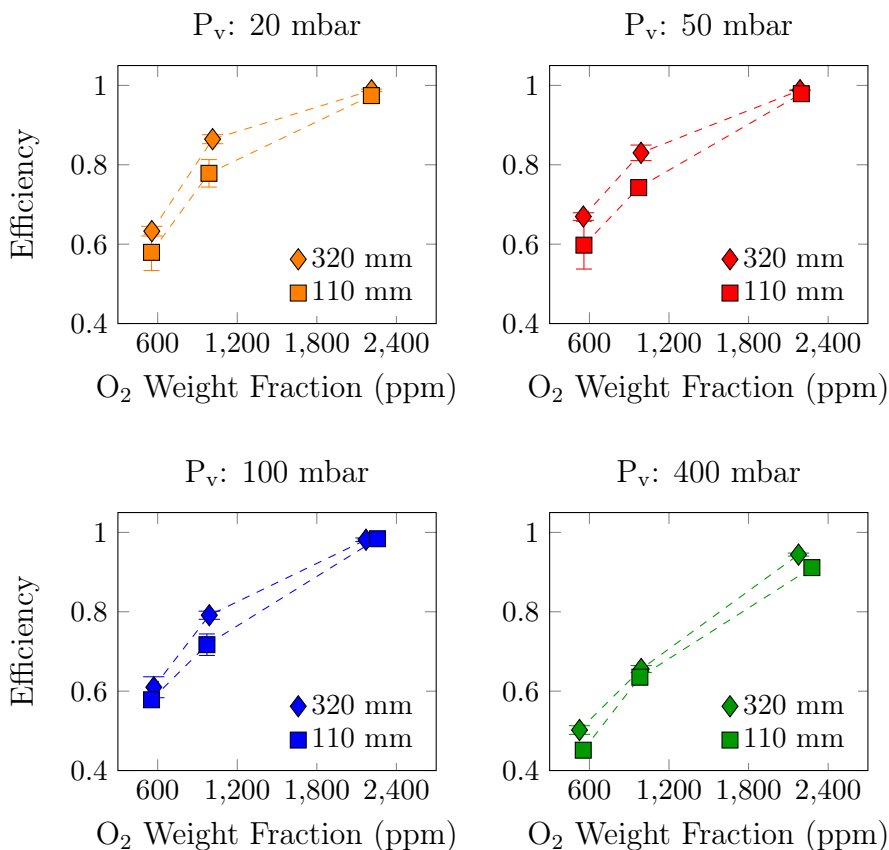 P_v: 20 mbar
Efficiency
1
0.8
0.6
0.4
600 1,200 1,800 2,400
O₂ Weight Fraction (ppm)
320 mm
110 mm
P_v: 50 mbar
1
0.8
0.6
0.4
600 1,200 1,800 2,400
O₂ Weight Fraction (ppm)
320 mm
110 mm
P_v: 100 mbar
Efficiency
1
0.8
0.6
0.4
600 1,200 1,800 2,400
O₂ Weight Fraction (ppm)
320 mm
110 mm
P_v: 400 mbar
1
0.8
0.6
0.4
600 1,200 1,800 2,400
O₂ Weight Fraction (ppm)
320 mm
110 mm